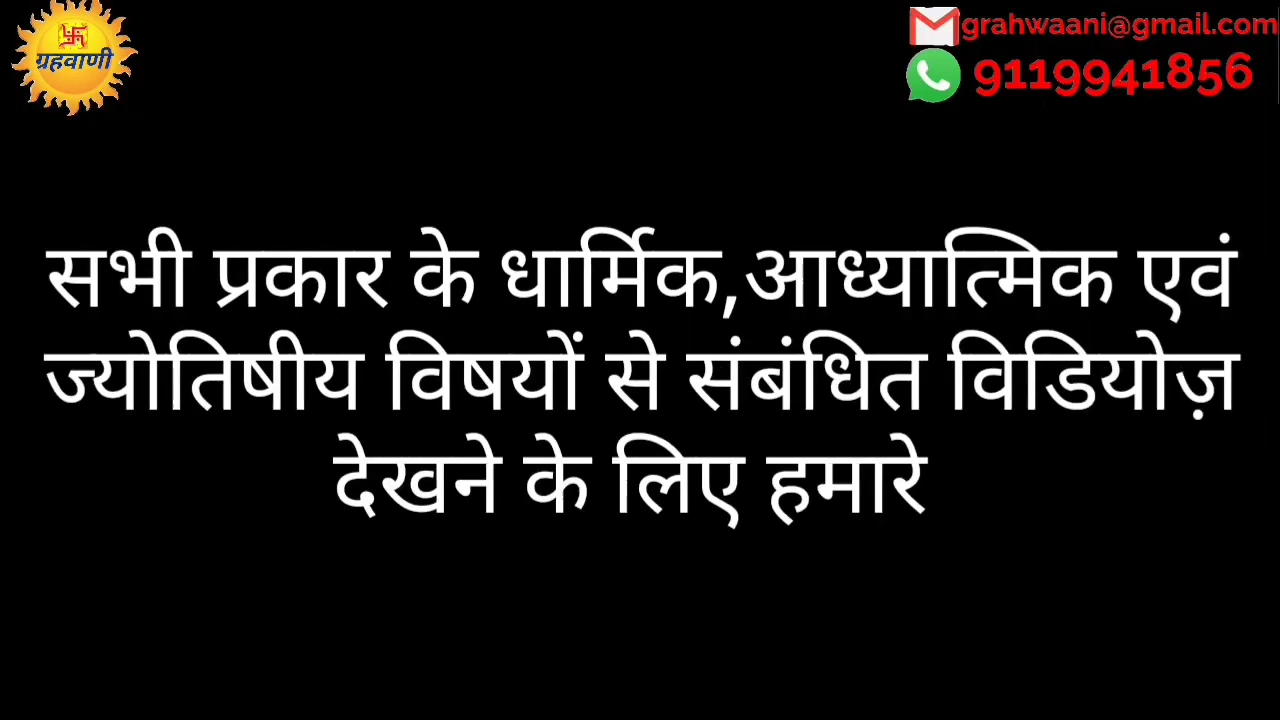 ग्रहवाणी
grahwaani@gmail.com
9119941856
सभी प्रकार के धार्मिक,आध्यात्मिक एवं
ज्योतिषीय विषयों से संबंधित विडियोज़
देखने के लिए हमारे